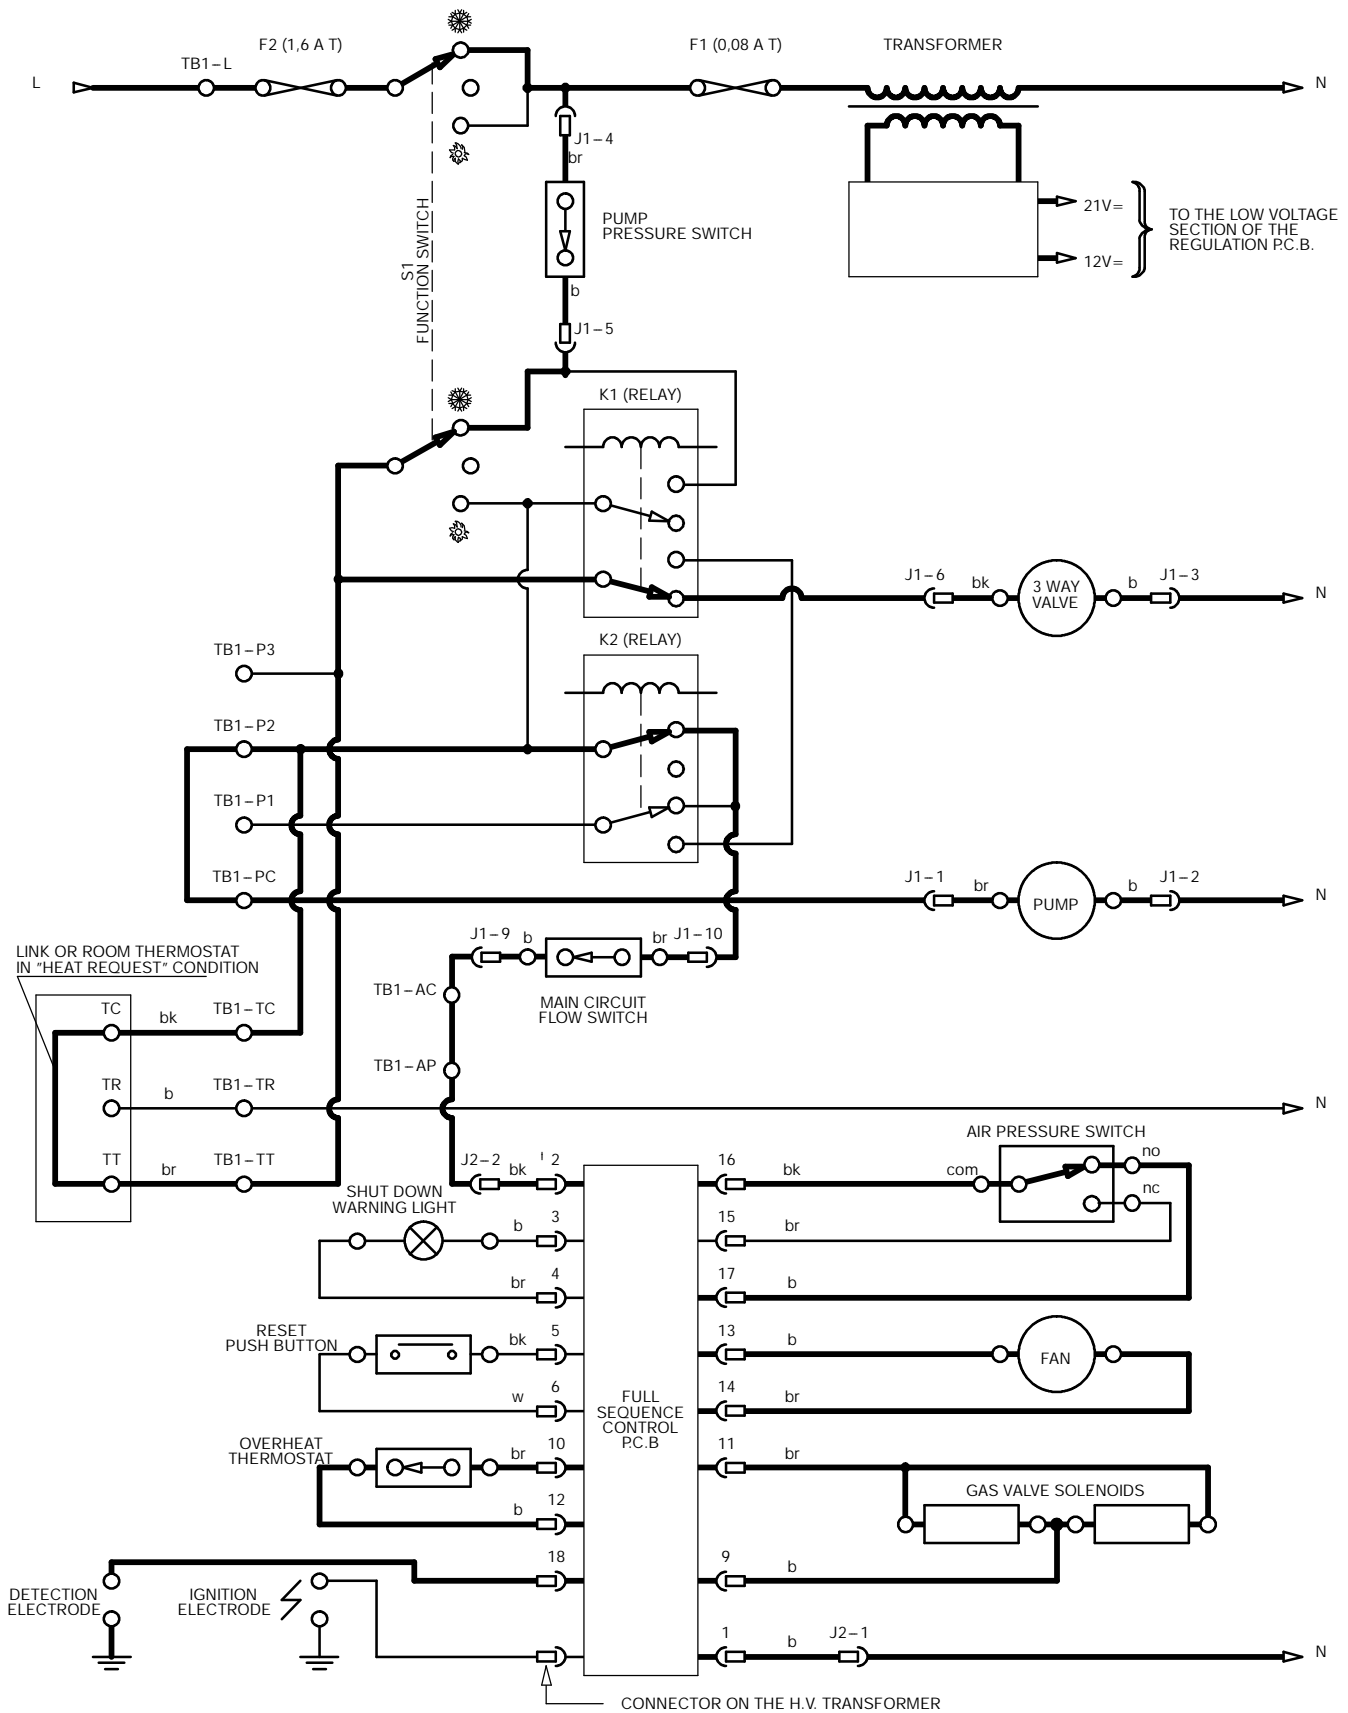 F2 (1,6 A T)
F1 (0,08 A T)
TRANSFORMER
TB1–L
L
N
J1–4
br
PUMP
PRESSURE SWITCH
21V=
12V=
TO THE LOW VOLTAGE
SECTION OF THE
REGULATION P.C.B.
S1
FUNCTION SWITCH
b
J1–5
K1 (RELAY)
J1–6
bk
3 WAY
VALVE
b
J1–3
N
K2 (RELAY)
TB1–P3
TB1–P2
TB1–P1
TB1–PC
J1–1
br
PUMP
b
J1–2
N
J1–9
b
br
J1–10
LINK OR ROOM THERMOSTAT
IN "HEAT REQUEST" CONDITION
TB1–AC
MAIN CIRCUIT
FLOW SWITCH
TC
bk
TB1–TC
TB1–AP
TR
b
TB1–TR
N
AIR PRESSURE SWITCH
TT
br
TB1–TT
J2–2
bk
2
16
bk
com
no
nc
SHUT DOWN
WARNING LIGHT
b
3
15
br
br
4
17
b
RESET
PUSH BUTTON
bk
5
13
b
FAN
w
6
14
br
FULL
SEQUENCE
CONTROL
P.C.B
OVERHEAT
THERMOSTAT
br
10
11
br
GAS VALVE SOLENOIDS
b
12
18
9
b
DETECTION
ELECTRODE
IGNITION
ELECTRODE
1
b
J2–1
N
CONNECTOR ON THE H.V. TRANSFORMER